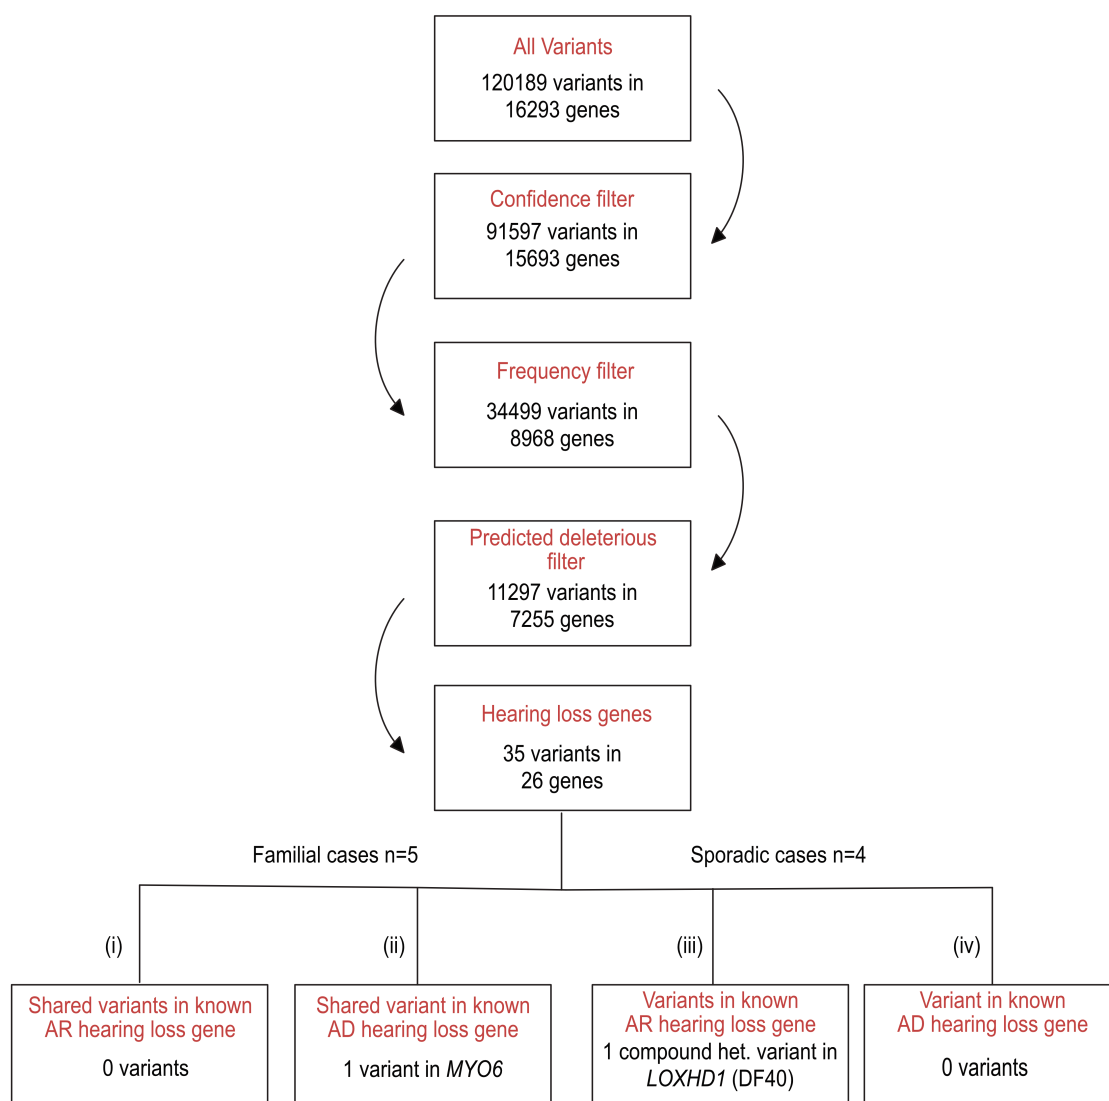 All Variants
120189 variants in
16293 genes
Confidence filter
91597 variants in
15693 genes
Frequency filter
34499 variants in
8968 genes
Predicted deleterious
filter
11297 variants in
7255 genes
Hearing loss genes
35 variants in
26 genes
Familial cases n=5
Sporadic cases n=4
(i)
(ii)
(iii)
(iv)
Shared variants in known
AR hearing loss gene
0 variants
Shared variant in known
AD hearing loss gene
1 variant in MYO6
Variants in known
AR hearing loss gene
1 compound het. variant in
LOXHD1 (DF40)
Variant in known
AD hearing loss gene
0 variants